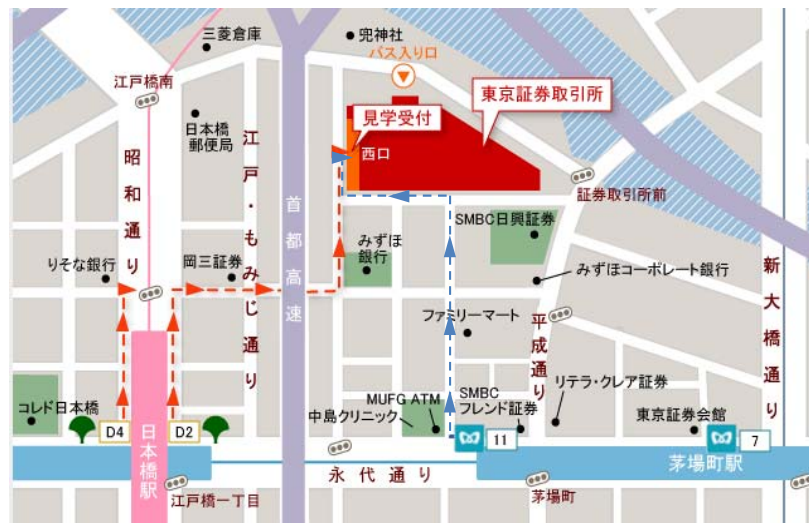 三菱倉庫
兜神社
バス入り口
江戸橋南
東京証券取引所
見学受付
日本橋
郵便局
西口
江戸・もみじ通り
昭和通り
首都高速
証券取引所前
SMBC日興証券
みずほ
銀行
りそな銀行
岡三証券
みずほコーポレート銀行
新大橋通り
ファミリーマート
平成通り
MUFG ATM
SMBC
フレンド証券
リテラ・クレア証券
コレド日本橋
中島クリニック
東京証券会館
D4
D2
日本橋駅
11
7
茅場町駅
永代通り
江戸橋一丁目
茅場町